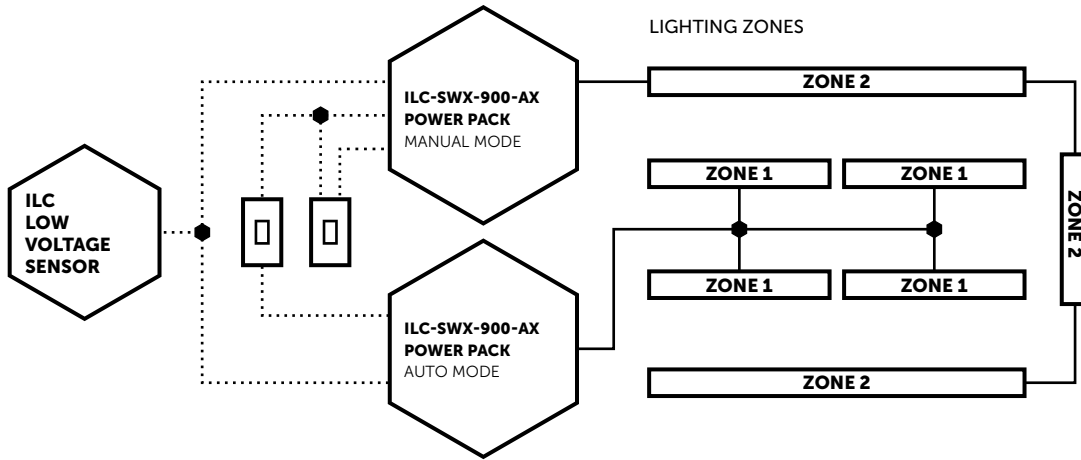 LIGHTING ZONES
ILC-SWX-900-AX
POWER PACK
MANUAL MODE
ZONE 2
ZONE 1
ZONE 1
ILC
LOW
VOLTAGE
SENSOR
ZONE 2
ZONE 1
ZONE 1
ILC-SWX-900-AX
POWER PACK
AUTO MODE
ZONE 2